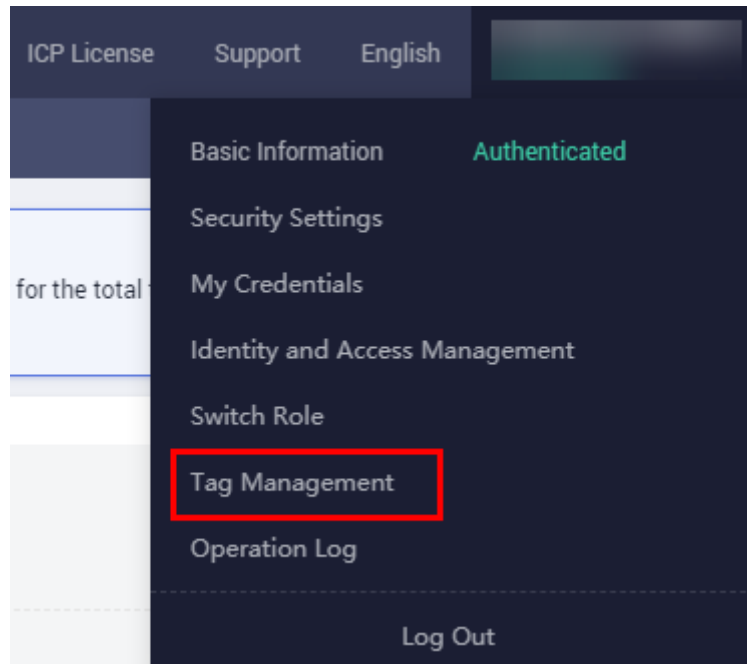 ICP License Support English
Basic Information Authenticated
Security Settings
for the total
My Credentials
Identity and Access Management
Switch Role
Tag Management
Operation Log
Log Out